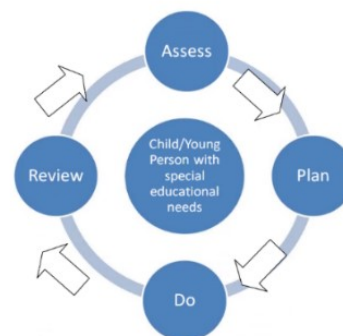 Assess
Child/Young
Person with
special
educational
needs
Review
Plan
Do